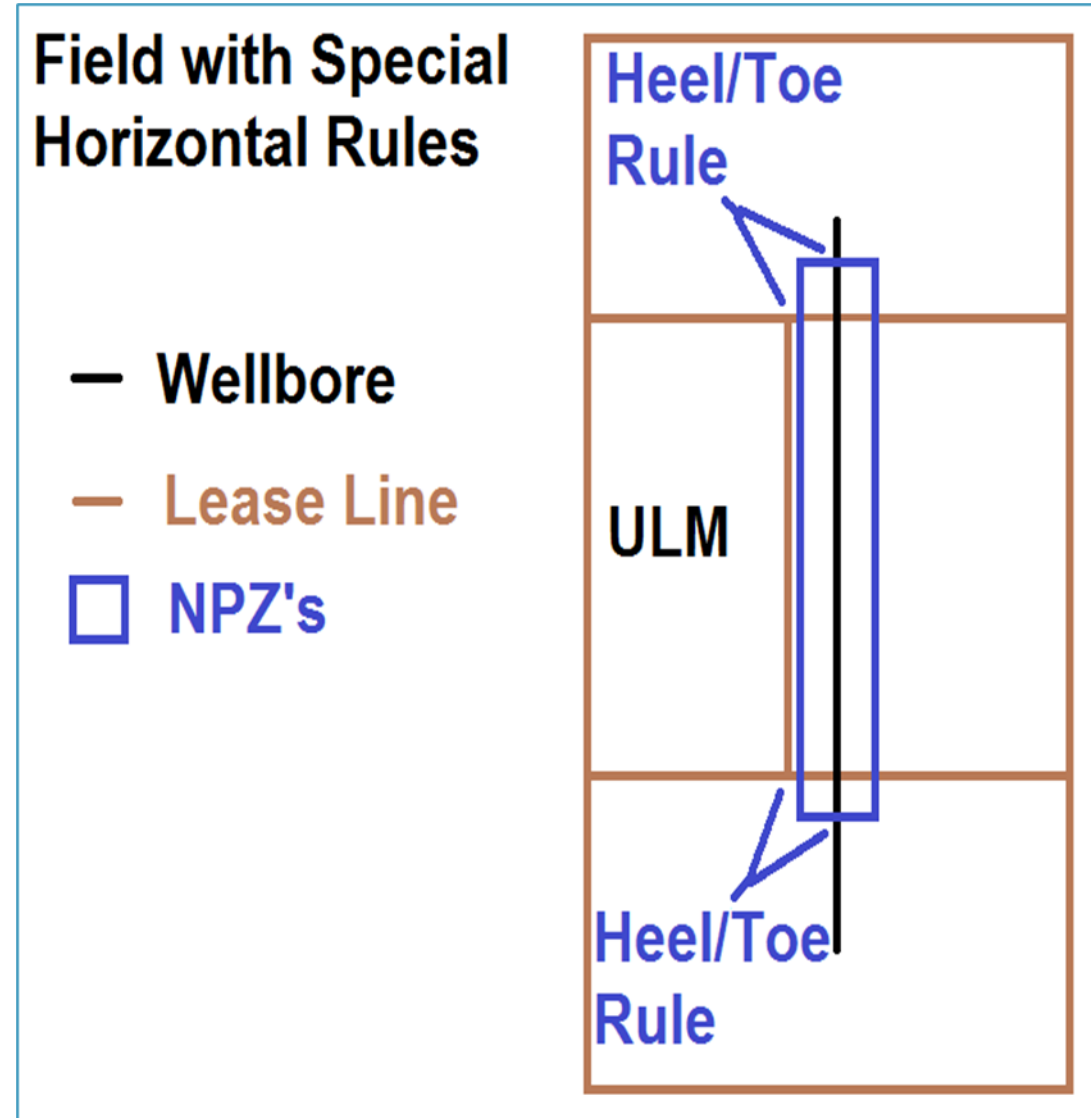 Field with Special
Horizontal Rules
Wellbore
Lease Line
NPZ's
Heel/Toe
Rule
ULM
Heel/Toe
Rule